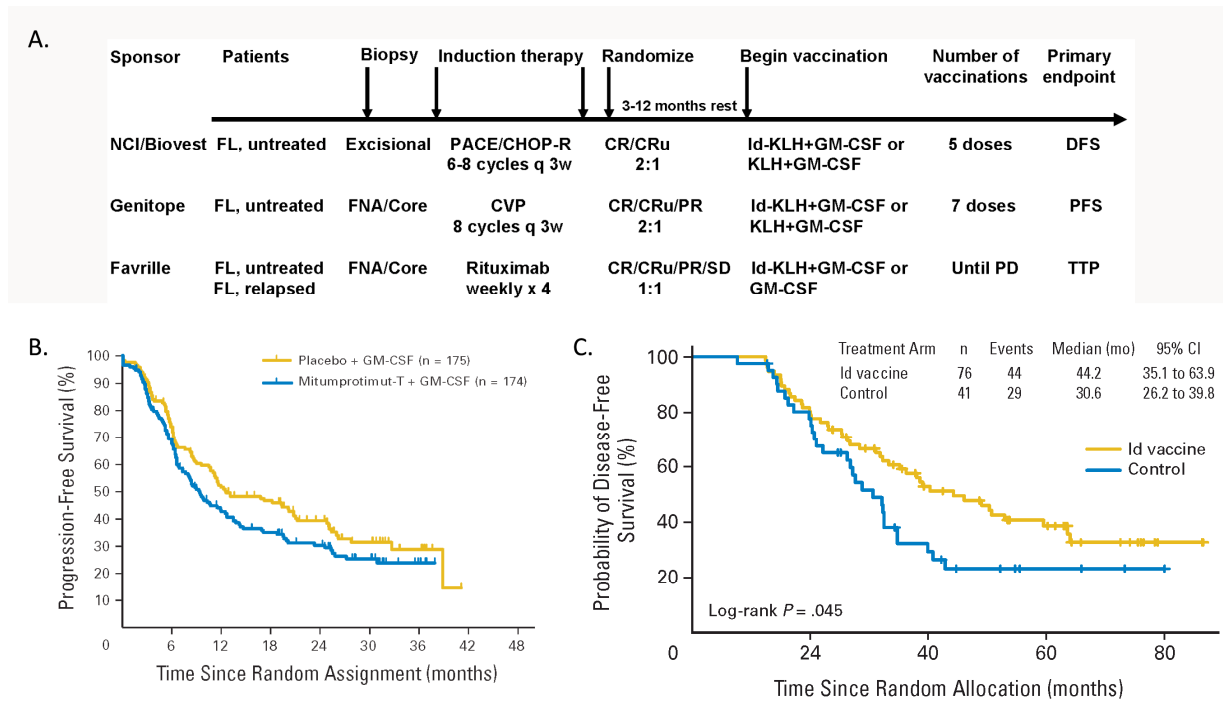 A.
Sponsor Patients Biopsy Induction therapy Randomize Begin vaccination Number of vaccinations Primary endpoint
3-12 months rest
NCI/Biovest FL, untreated Excisional PACE/CHOP-R CR/CRu Id-KLH+GM-CSF or 5 doses DFS
6-8 cycles q 3w 2:1 KLH+GM-CSF
Genitope FL, untreated FNA/Core CVP CR/CRu/PR Id-KLH+GM-CSF or 7 doses PFS
8 cycles q 3w 2:1 KLH+GM-CSF
Favrille FL, untreated FNA/Core Rituximab CR/CRu/PR/SD Id-KLH+GM-CSF or Until PD TTP
FL, relapsed weekly x 4 1:1 GM-CSF
B.
Progression-Free Survival (%)
100
90
80
70
60
50
40
30
20
10
0 6 12 18 24 30 36 42 48
Time Since Random Assignment (months)
Placebo + GM-CSF (n = 175)
Mitumprotimut-T + GM-CSF (n = 174)
C.
Probability of Disease-Free
Survival (%)
100
80
60
40
20
0 24 40 60 80
Time Since Random Allocation (months)
Treatment Arm n Events Median (mo) 95% CI
Id vaccine 76 44 44.2 35.1 to 63.9
Control 41 29 30.6 26.2 to 39.8
Id vaccine
Control
Log-rank P = .045